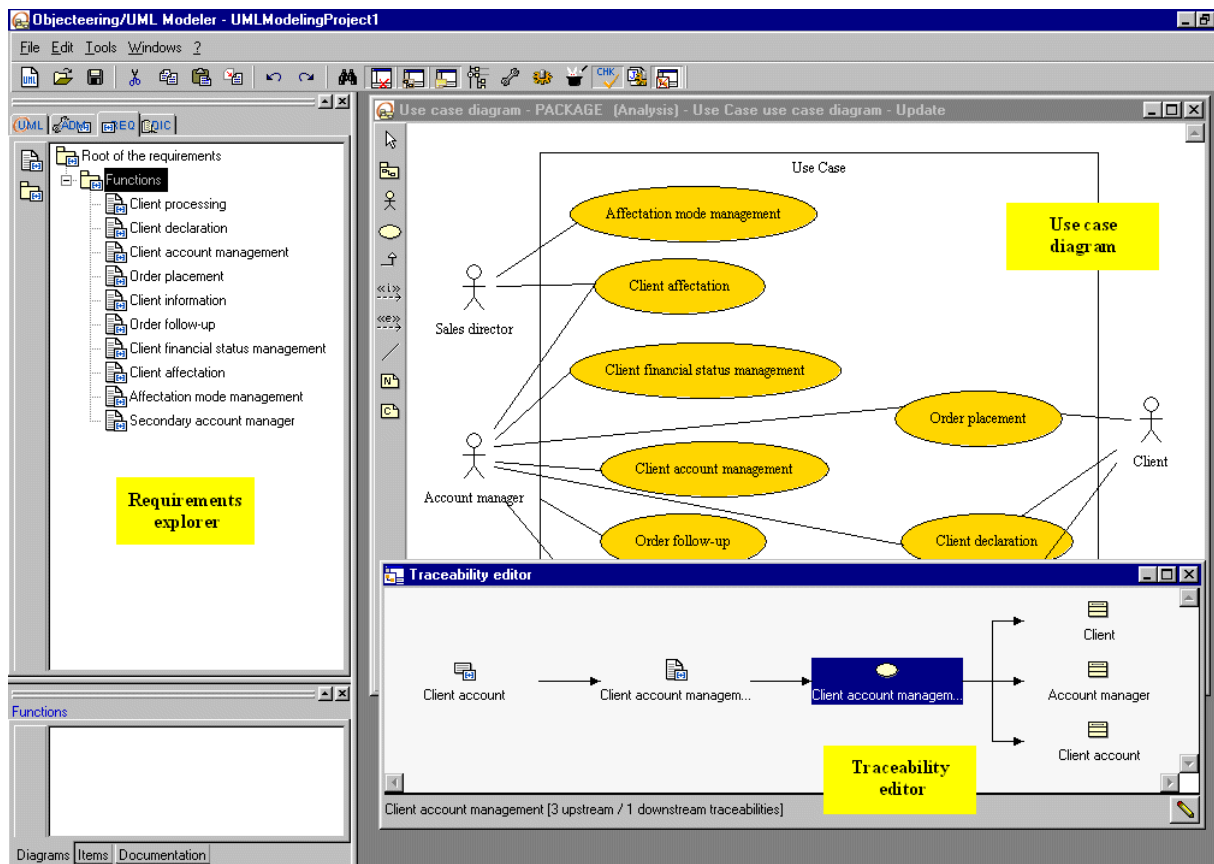 Objecteering/UML Modeler - UMLModelingProject1
File Edit Tools Windows ?
UML
CHK
UML
ADM
REQ
DIC
Root of the requirements
Functions
Client processing
Client declaration
Client account management
Order placement
Client information
Order follow-up
Client financial status management
Client affectation
Affectation mode management
Secondary account manager
Requirements
explorer
Functions
Diagrams Items Documentation
Use case diagram - PACKAGE (Analysis) - Use Case use case diagram - Update
«i»
«e»
N
C
Use Case
Affectation mode management
Use case
diagram
Client affectation
Sales director
Client financial status management
Order placement
Client account management
Client
Account manager
Order follow-up
Client declaration
Traceability editor
Client
Client account
Client account managem...
Client account managem...
Account manager
Client account
Traceability
editor
Client account management [3 upstream / 1 downstream traceabilities]